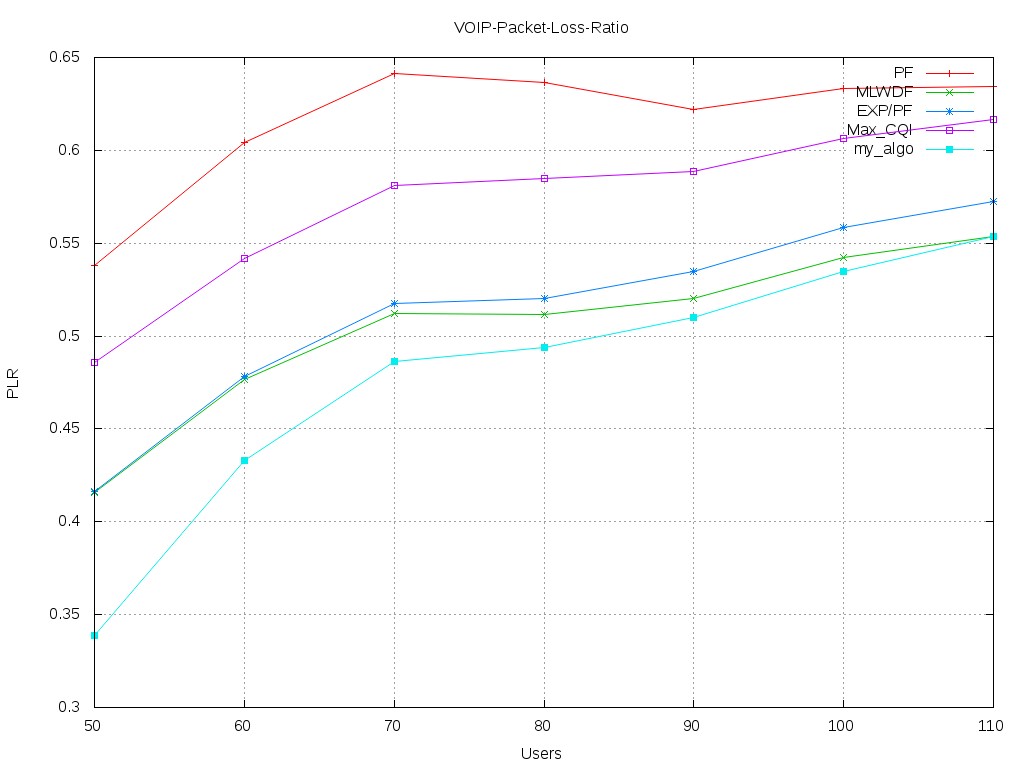 VOIP-Packet-Loss-Ratio
0.65
0.6
0.55
0.5
0.45
0.4
0.35
0.3
PLR
50 60 70 80 90 100 110
Users
PF
MLWDF
EXP/PF
Max_CQI
my_algo